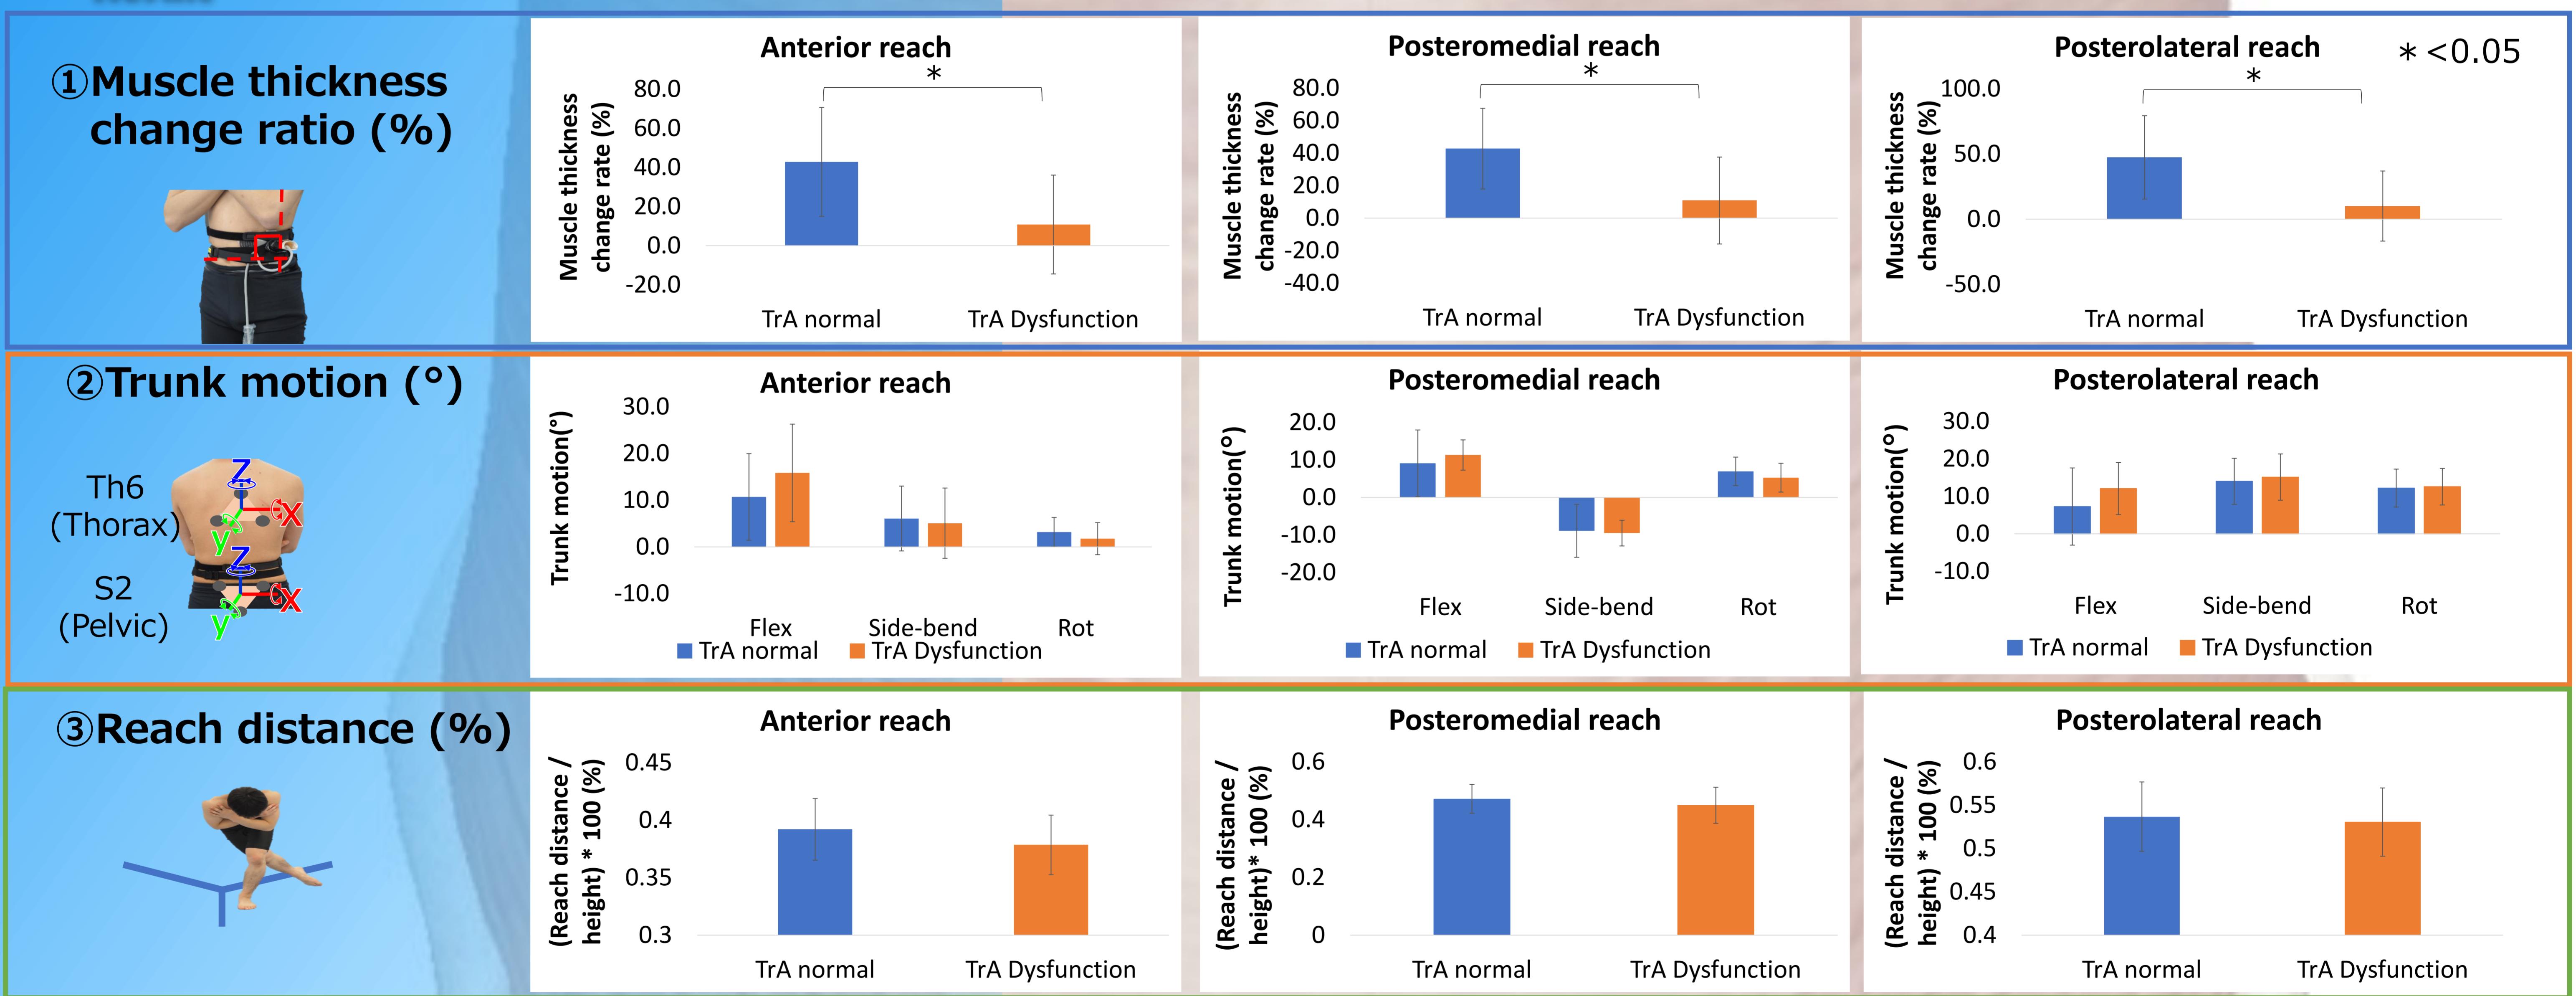 ①Muscle thickness
change ratio (%)
Anterior reach
*
Muscle thickness
change rate (%)
80.0
60.0
40.0
20.0
0.0
-20.0
TrA normal
TrA Dysfunction
Posteromedial reach
*
Muscle thickness
change rate (%)
80.0
60.0
40.0
20.0
0.0
-20.0
-40.0
TrA normal
TrA Dysfunction
Posterolateral reach
* <0.05
*
Muscle thickness
change rate (%)
100.0
50.0
0.0
-50.0
TrA normal
TrA Dysfunction
②Trunk motion (°)
Th6
(Thorax)
S2
(Pelvic)
Z
X
y
Z
X
y
Anterior reach
Trunk motion(°)
30.0
20.0
10.0
0.0
-10.0
Flex
Side-bend
Rot
TrA normal
TrA Dysfunction
Posteromedial reach
Trunk motion(°)
20.0
10.0
0.0
-10.0
-20.0
Flex
Side-bend
Rot
TrA normal
TrA Dysfunction
Posterolateral reach
Trunk motion(°)
30.0
20.0
10.0
0.0
-10.0
Flex
Side-bend
Rot
TrA normal
TrA Dysfunction
③Reach distance (%)
Anterior reach
(Reach distance /
height) * 100 (%)
0.45
0.4
0.35
0.3
TrA normal
TrA Dysfunction
Posteromedial reach
(Reach distance /
height) * 100 (%)
0.6
0.4
0.2
0
TrA normal
TrA Dysfunction
Posterolateral reach
(Reach distance /
height) * 100 (%)
0.6
0.55
0.5
0.45
0.4
TrA normal
TrA Dysfunction